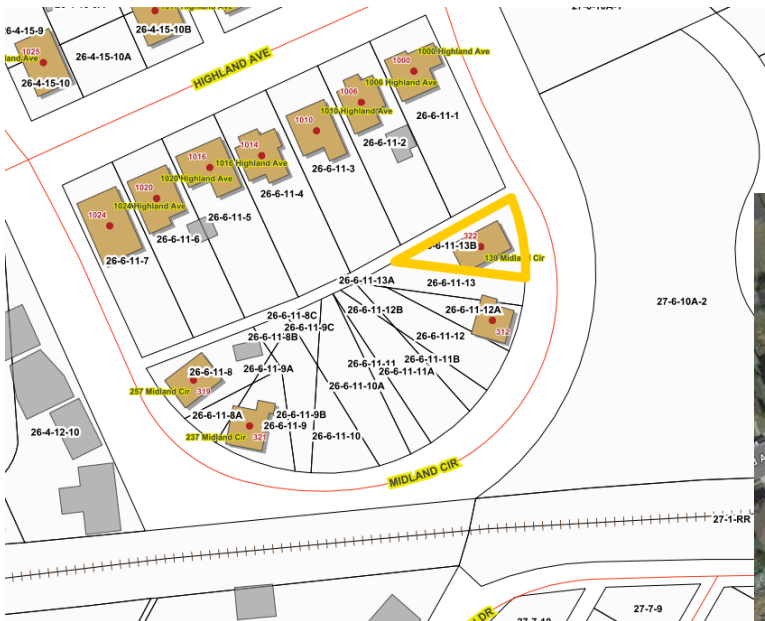 26-4-15-9
26-4-15-10B
1025
26-4-15-10A
26-4-15-10
HIGHLAND AVE
1000 Highland Ave
1000
1006 Highland Ave
1006
1010 Highland Ave
26-6-11-1
1010
26-6-11-2
1014
1016
1016 Highland Ave
26-6-11-3
1020 Highland Ave
1020
26-6-11-4
1024 Highland Ave
1024
26-6-11-5
26-6-11-6
26-6-11-7
322
6-11-13B
139 Midland Cir
26-6-11-13A
26-6-11-13
27-6-10A-2
26-6-11-12B
26-6-11-12A
26-6-11-8C
26-6-11-9C
26-6-11-8B
26-6-11-12
312
26-6-11-11B
26-6-11-11
26-6-11-8
26-6-11-9A
26-6-11-11A
26-6-11-10A
257 Midland Cir
319
26-6-11-8A
26-6-11-9B
26-6-11-9
26-4-12-10
237 Midland Cir
321
26-6-11-10
MIDLAND CIR
27-1-RR
27-7-9
DR